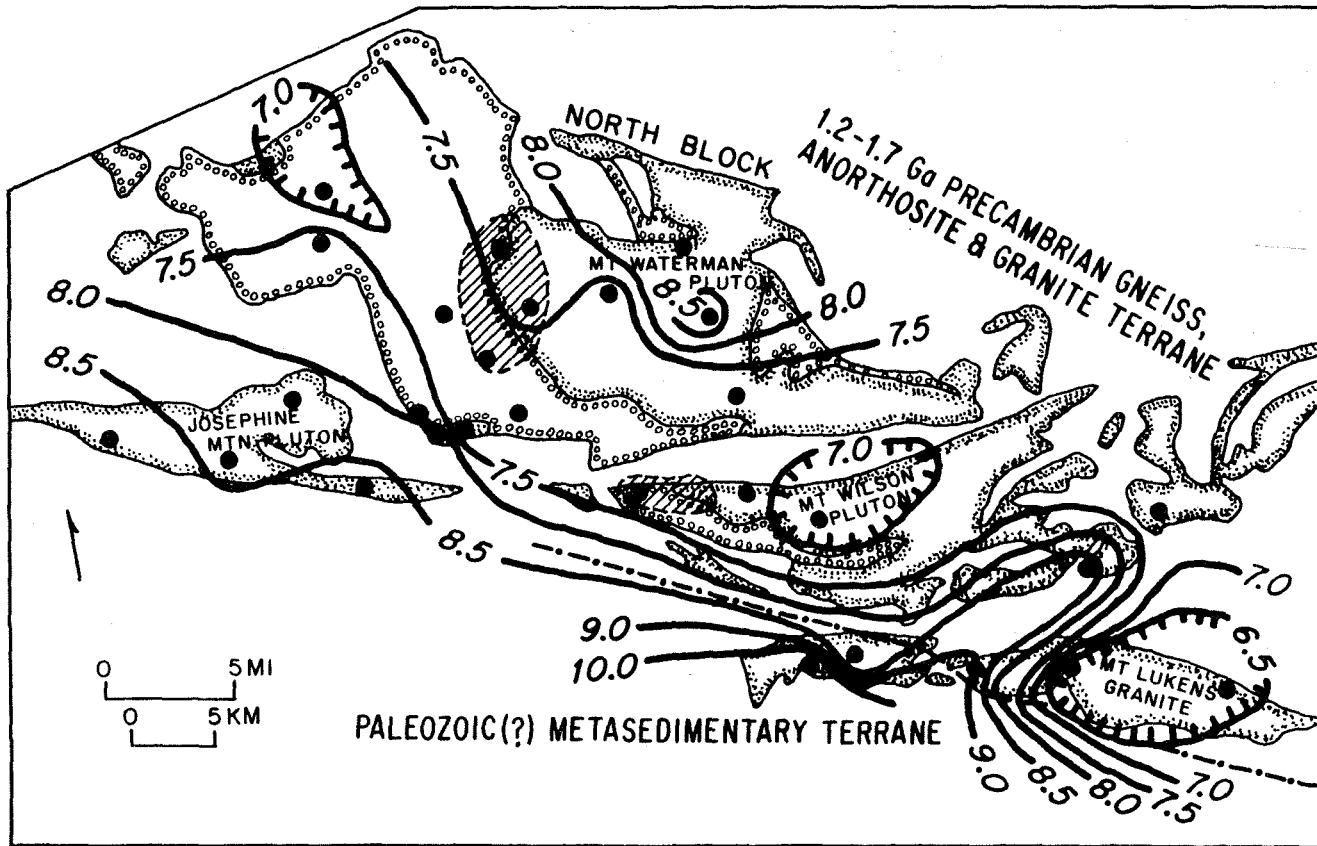 7.0
7.5
8.0
NORTH BLOCK
1.2-1.7 Ga PRECAMBRIAN GNEISS,
ANORTHOSITE & GRANITE TERRANE
7.5
8.0
MT WATERMAN
PLUTON
8.5
8.0
7.5
8.5
JOSEPHINE
MTN PLUTON
7.0
7.5
MT WILSON
PLUTON
8.5
7.0
9.0
10.0
6.5
0 5 MI
0 5 KM
MT LUKENS
GRANITE
PALEOZOIC(?) METASEDIMENTARY TERRANE
9.0
8.5
8.0
7.5
7.0